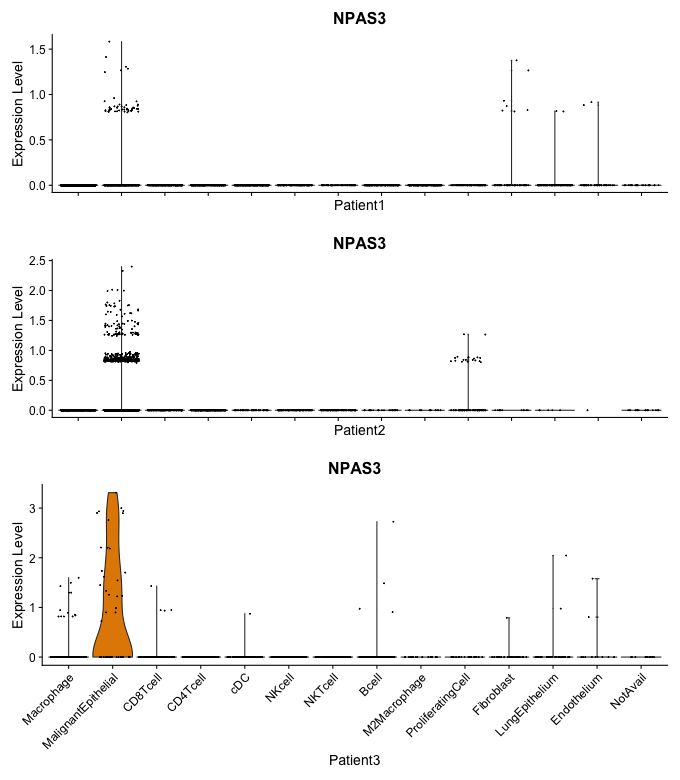 NPAS3
Expression Level
1.5
1.0
0.5
0.0
Patient1
NPAS3
Expression Level
2.5
2.0
1.5
1.0
0.5
0.0
Patient2
NPAS3
Expression Level
3
2
1
0
Macrophage
MalignantEpithelial
CD8Tcell
CD4Tcell
cDC
NKcell
NKTcell
Bcell
M2Macrophage
ProliferatingCell
Fibroblast
LungEpithelium
Endothelium
NotAvail
Patient3